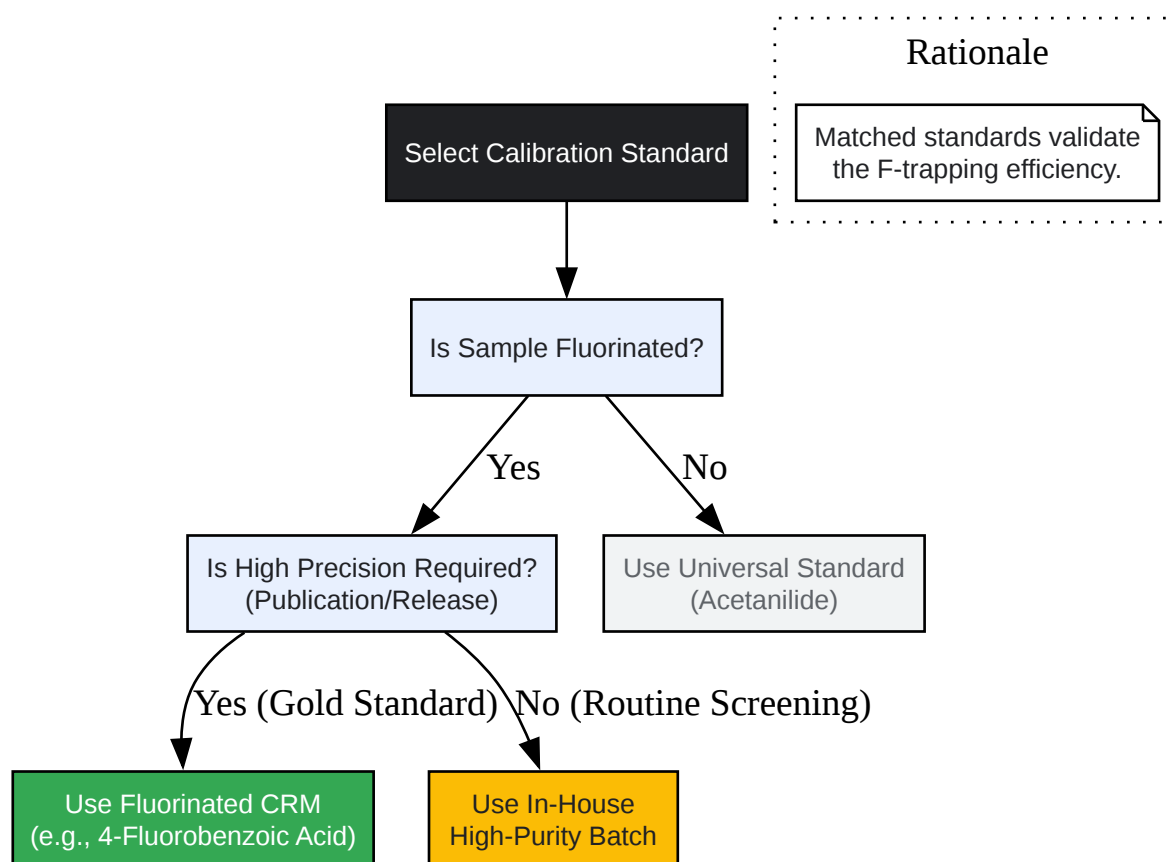 Rationale
Select Calibration Standard
Matched standards validate
the F-trapping efficiency.
Is Sample Fluorinated?
Yes
No
Is High Precision Required?
(Publication/Release)
Use Universal Standard
(Acetanilide)
Yes (Gold Standard)
No (Routine Screening)
Use Fluorinated CRM
(e.g., 4-Fluorobenzoic Acid)
Use In-House
High-Purity Batch